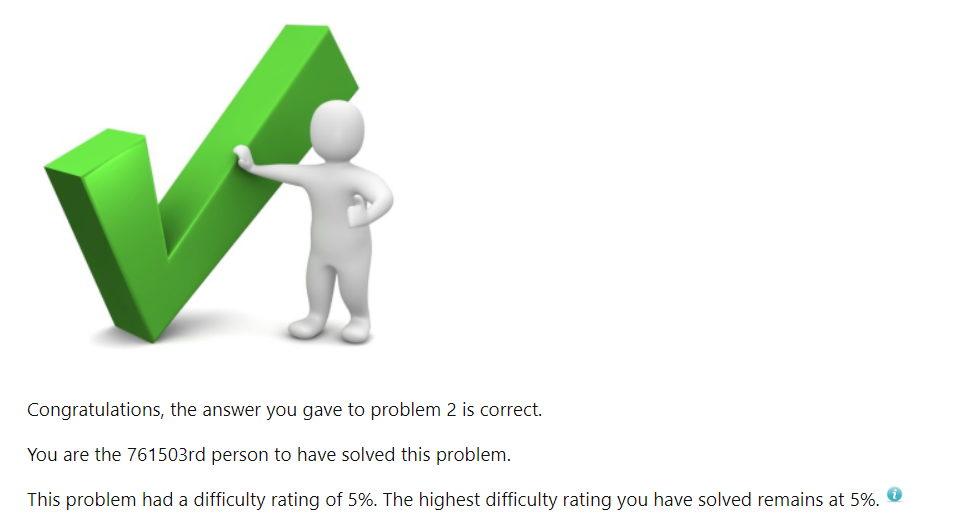 Congratulations, the answer you gave to problem 2 is correct.
You are the 761503rd person to have solved this problem.
This problem had a difficulty rating of 5%. The highest difficulty rating you have solved remains at 5%. i